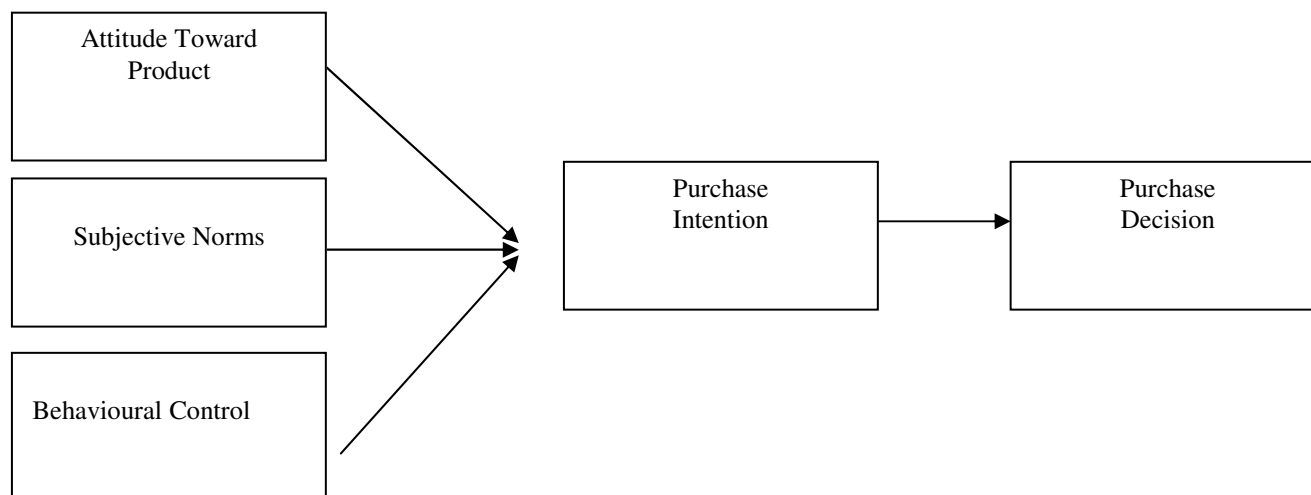 Attitude Toward
Product
Subjective Norms
Behavioural Control
Purchase
Intention
Purchase
Decision